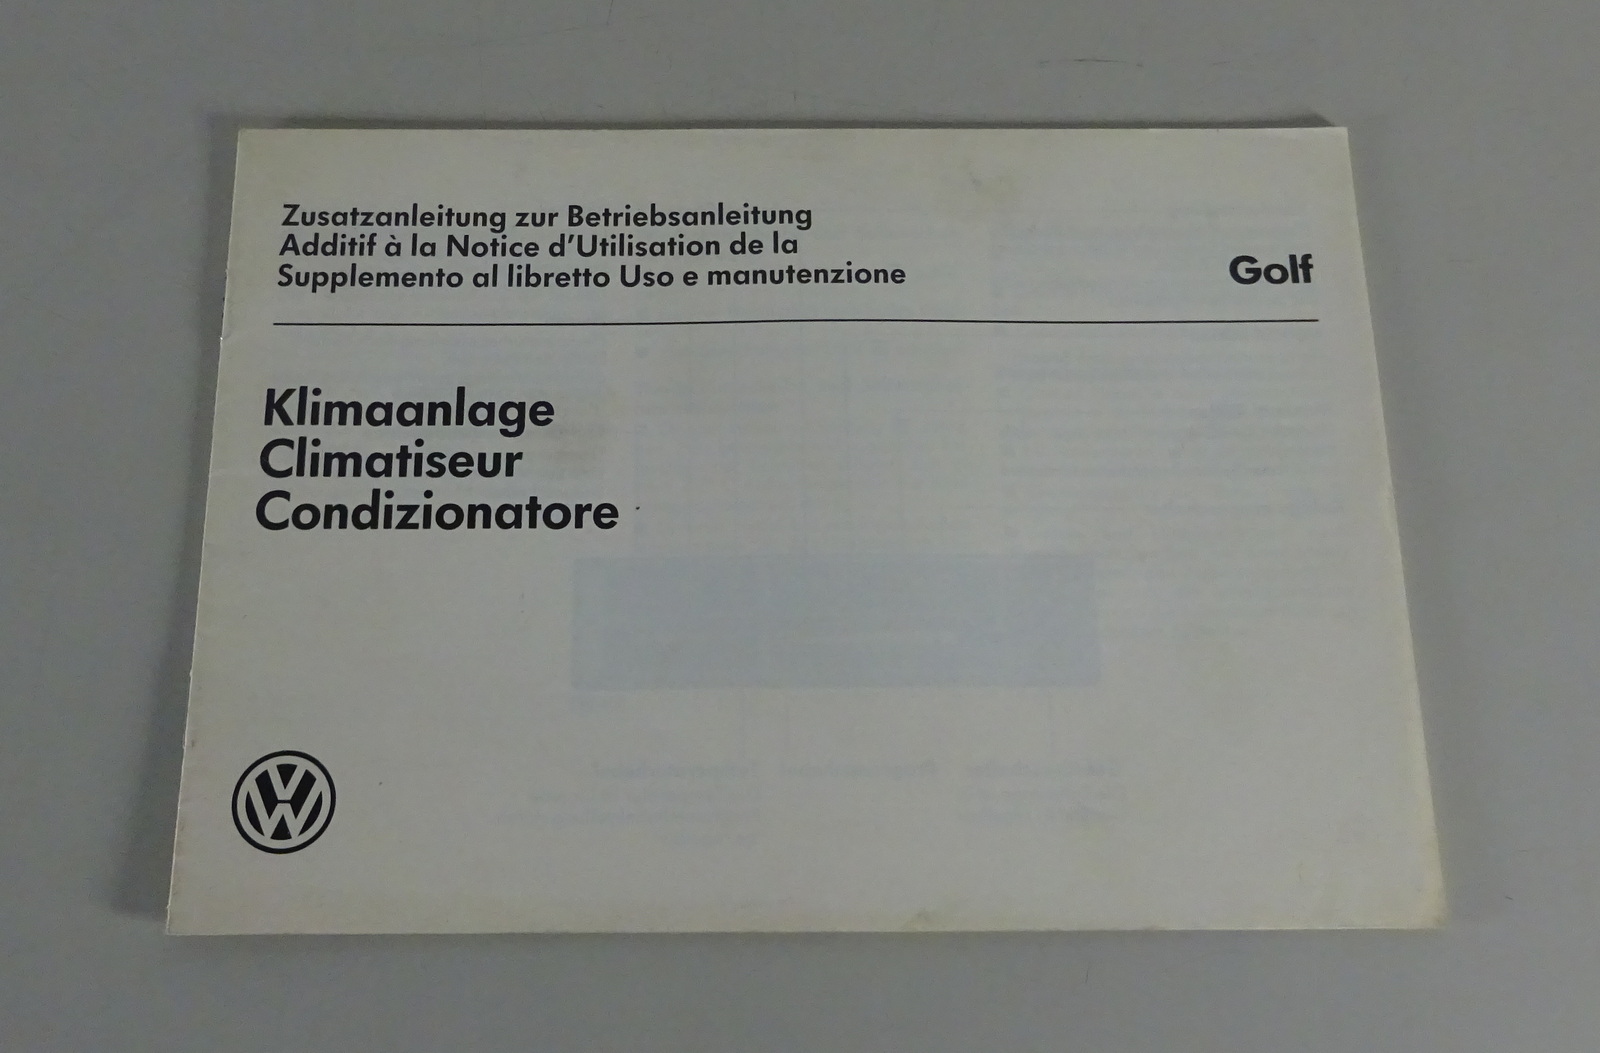 Zusatzanleitung zur Betriebsanleitung
Additif à la Notice d'Utilisation de la
Supplemento al libretto Uso e manutenzione
Golf
Klimaanlage
Climatiseur
Condizionatore